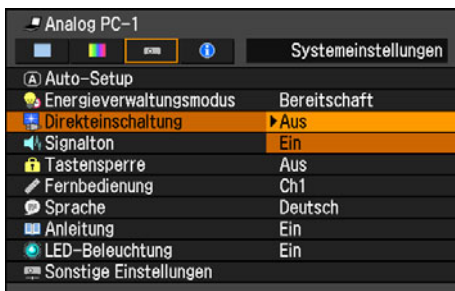 Analog PC-1
Systemeinstellungen
Auto-Setup
Energieverwaltungsmodus Bereitschaft
Direkteinschaltung Aus
Signalton Ein
Tastensperre Aus
Fernbedienung Ch1
Sprache Deutsch
Anleitung Ein
LED-Beleuchtung Ein
Sonstige Einstellungen